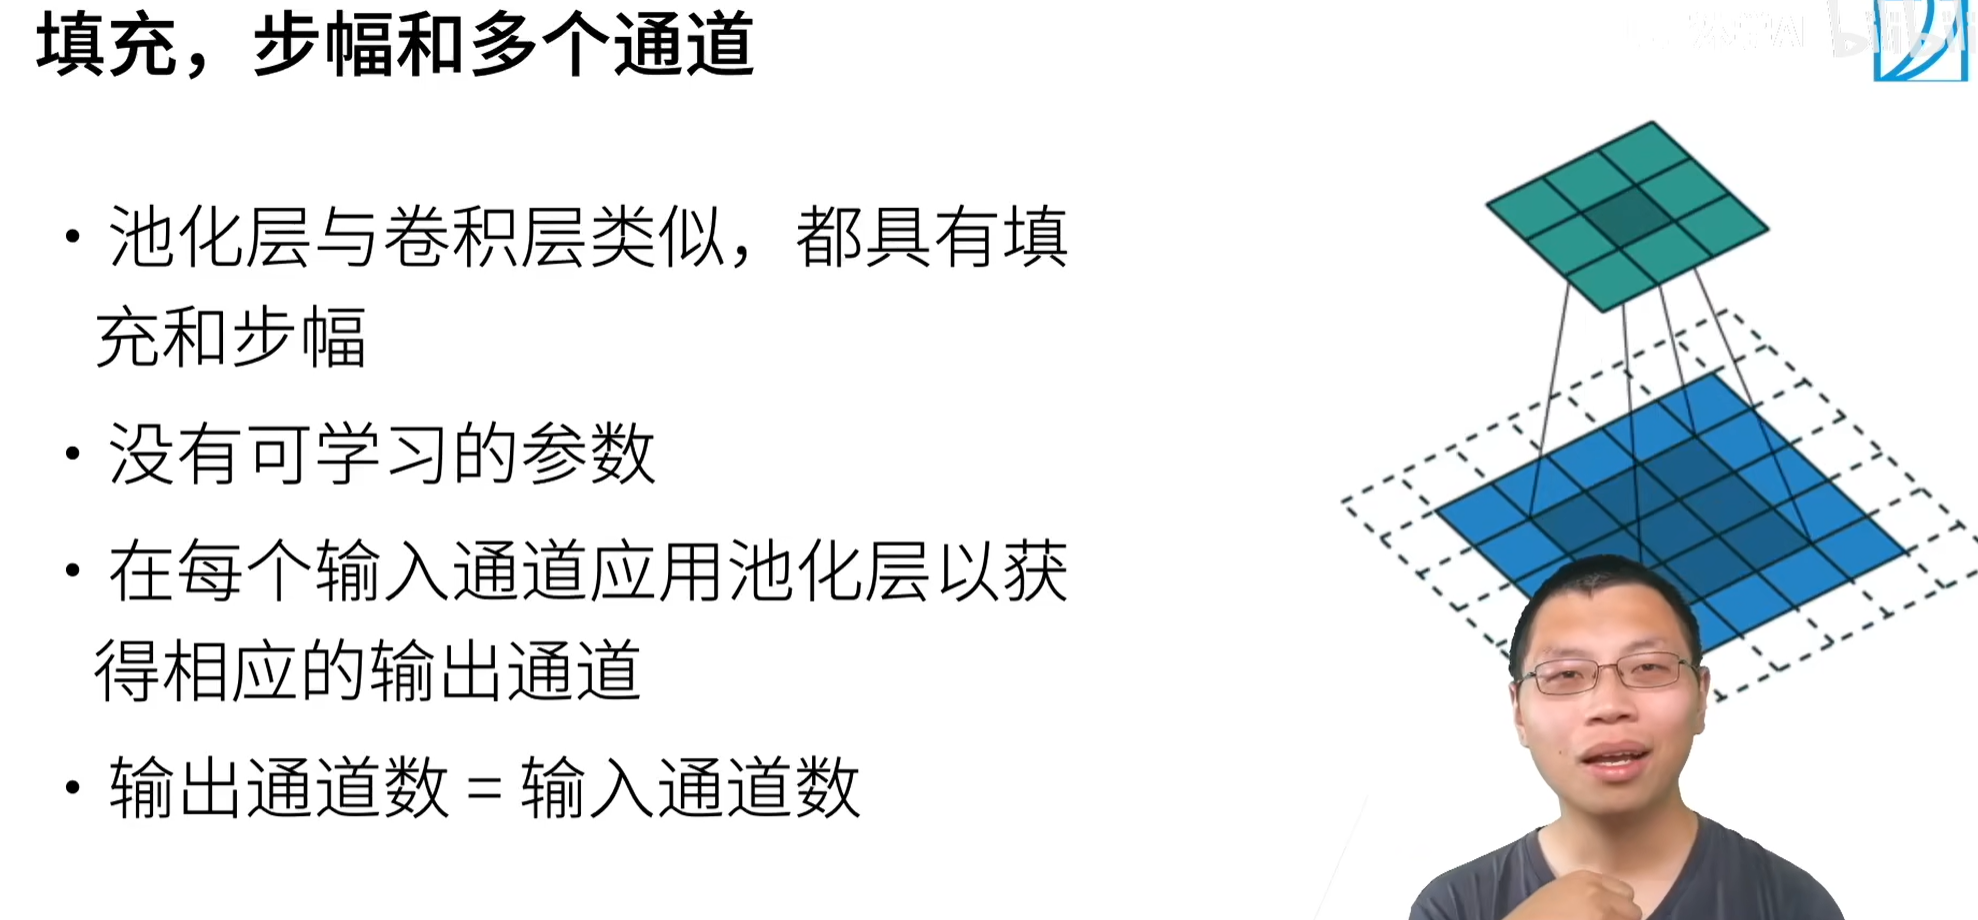 填充，步幅和多个通道
• 池化层与卷积层类似，都具有填
充和步幅
• 没有可学习的参数
• 在每个输入通道应用池化层以获
得相应的输出通道
• 输出通道数 = 输入通道数